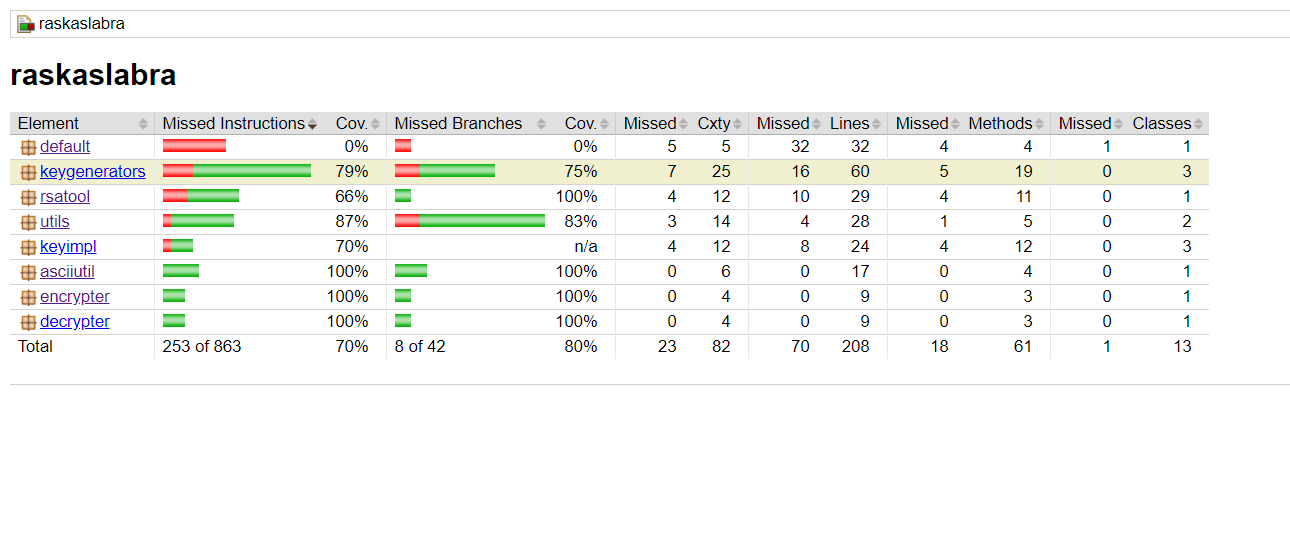 raskaslabra
raskaslabra
Element Missed Instructions Cov. Missed Branches Cov. Missed Cxty Missed Lines Missed Methods Missed Classes
default 0% 0% 5 5 32 32 4 4 1 1
keygenerators 79% 75% 7 25 16 60 5 19 0 3
rsatool 66% 100% 4 12 10 29 4 11 0 1
utils 87% 83% 3 14 4 28 1 5 0 2
keyimpl 70% n/a 4 12 8 24 4 12 0 3
asciiutil 100% 100% 0 6 0 17 0 4 0 1
encrypter 100% 100% 0 4 0 9 0 3 0 1
decrypter 100% 100% 0 4 0 9 0 3 0 1
Total 253 of 863 70% 8 of 42 80% 23 82 70 208 18 61 1 13